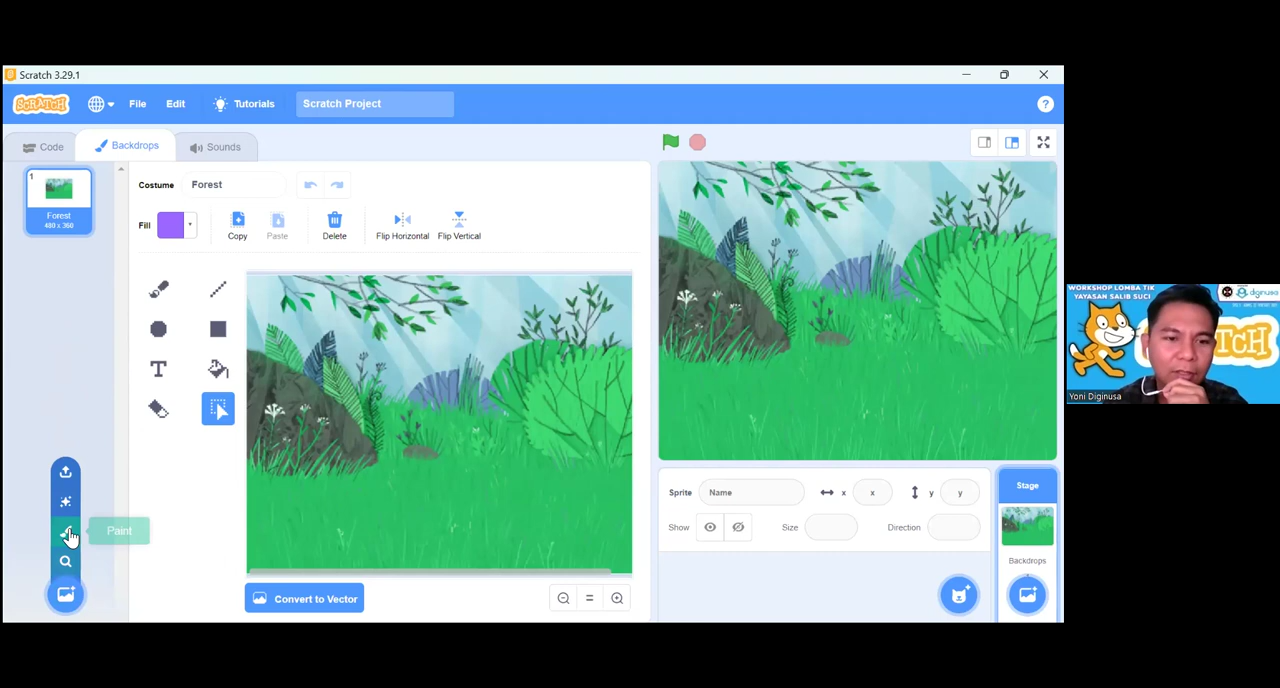 Scratch 3.29.1
SCRATCH
File
Edit
Tutorials
Scratch Project
?
Code
Backdrops
Sounds
1
Forest
480 x 360
Costume
Forest
Fill
Copy
Paste
Delete
Flip Horizontal
Flip Vertical
T
Paint
Convert to Vector
Sprite
Name
x
x
y
y
Show
Size
Direction
Stage
Backdrops
WORKSHOP LOMBA TIK
YAYASAN SALIB SUCI
diginusa
TCH
Yoni Diginusa